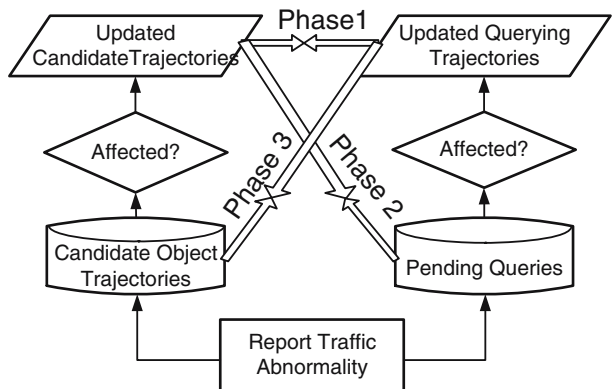 Phase1
Updated
CandidateTrajectories
Updated Querying
Trajectories
Affected?
Affected?
Phase 3
Phase 2
Candidate Object
Trajectories
Pending Queries
Report Traffic
Abnormality